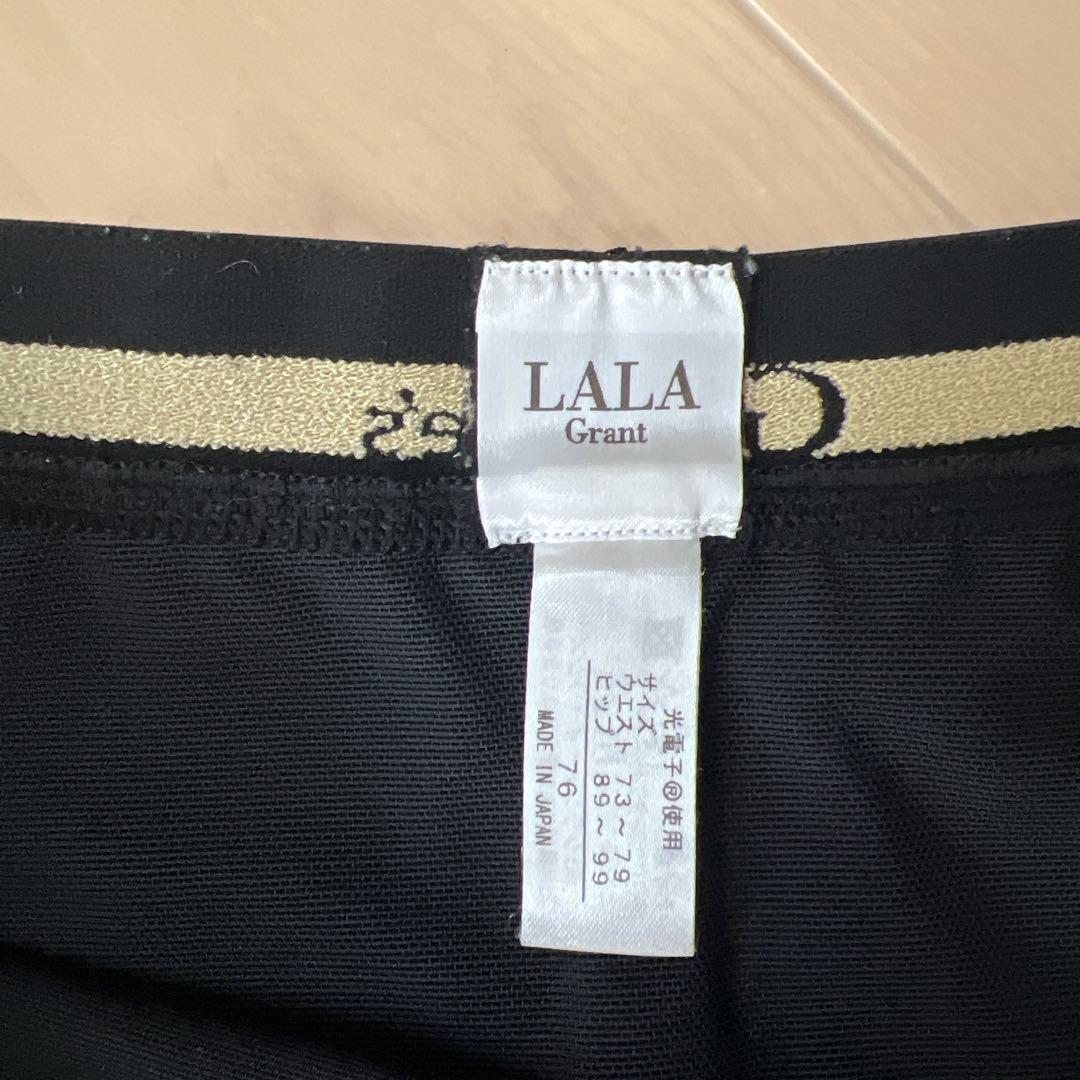 LALA
Grant
光電子®使用
サイズ
ウエスト 73～79
ヒップ 89～99
76
MADE IN JAPAN